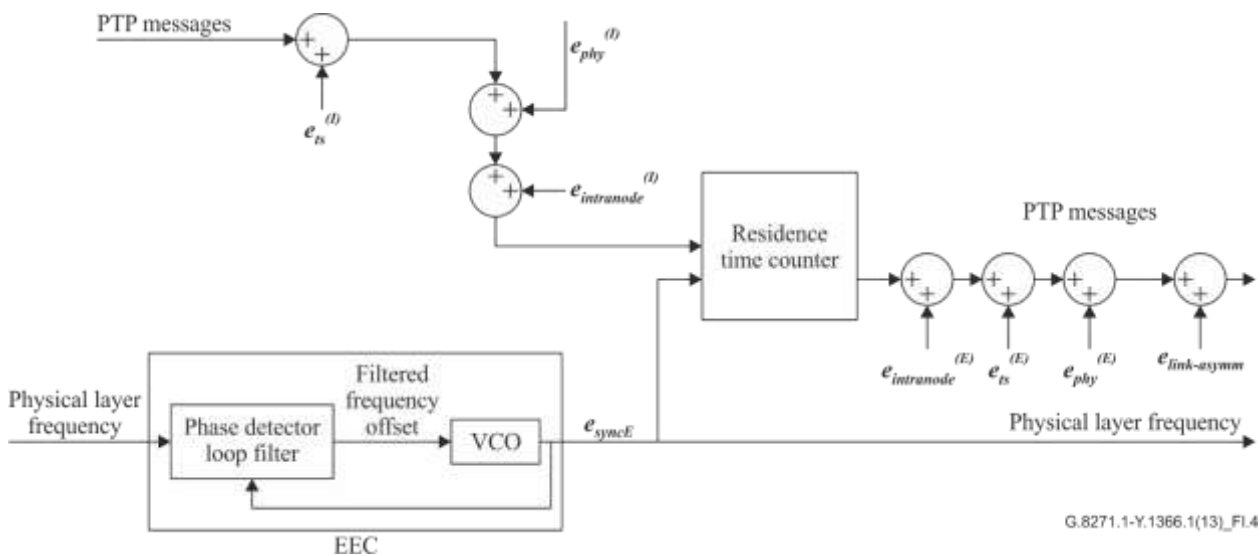 PTP messages
+
+
e_ts^(I)
e_phy^(I)
+
+
+
+
e_intranode^(I)
Residence
time counter
PTP messages
+
+
+
+
+
+
+
+
e_intranode^(E)
e_ts^(E)
e_phy^(E)
e_link-asymm
Physical layer
frequency
Phase detector
loop filter
Filtered
frequency
offset
VCO
e_syncE
Physical layer frequency
EEC
G.8271.1-Y.1366.1(13)_FI.4